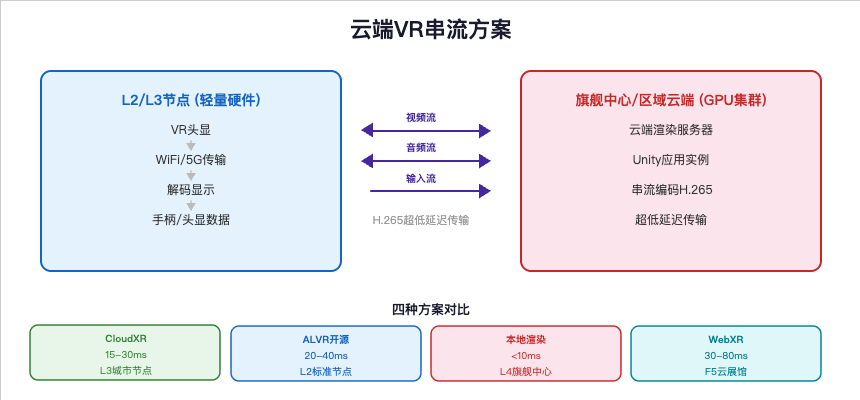 云端VR串流方案
L2/L3节点 (轻量硬件)
VR头显
WiFi/5G传输
解码显示
手柄/头显数据
视频流
音频流
输入流
H.265超低延迟传输
旗舰中心/区域云端 (GPU集群)
云端渲染服务器
Unity应用实例
串流编码H.265
超低延迟传输
四种方案对比
CloudXR
15-30ms
L3城市节点
ALVR开源
20-40ms
L2标准节点
本地渲染
<10ms
L4旗舰中心
WebXR
30-80ms
F5云展馆